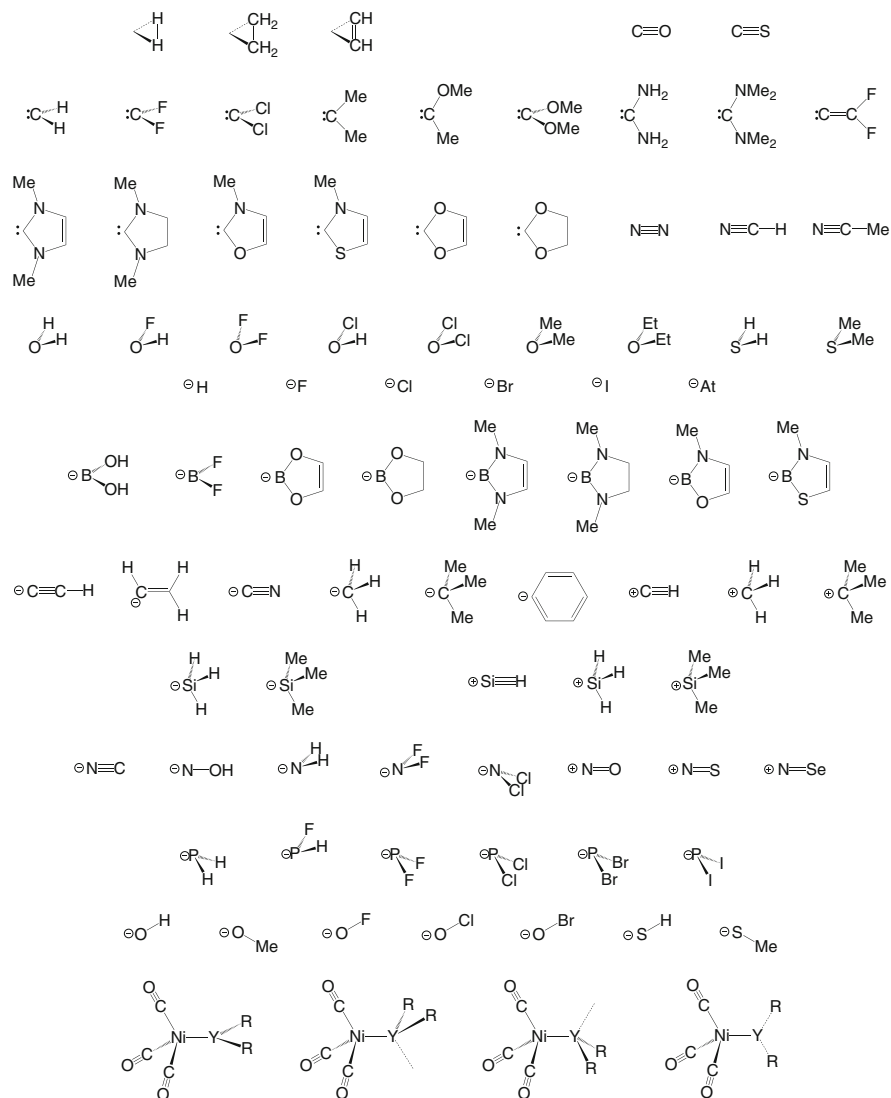 H CH₂ CH
H CH₂ CH
C≡O C≡S
Me OMe NH₂ NMe₂ F
:C H H :C F F :C Cl Cl :C :C :C OMe OMe :C :C :C=C
Me Me NH₂ NMe₂ F
Me Me Me Me
N N N N O O
: : : : : : N≡N N≡C–H N≡C–Me
N N O S O O
Me Me
H F F Cl Cl Me Et H Me
O H O H O F O H O Cl O Me O Et S H S Me
⊖H ⊖F ⊖Cl ⊖Br ⊖I ⊖At
Me Me Me Me
OH F O O N N N N
⊖B ⊖B ⊖B ⊖B ⊖B ⊖B ⊖B ⊖B
OH F O O N N O S
Me Me
H H H Me H Me
⊖C≡C–H C=C ⊖C≡N ⊖C H ⊖C Me ⊖ ⊕C≡H ⊕C H ⊕C Me
⊖ H H Me H Me
H Me H Me
⊖Si H ⊖Si Me ⊕Si≡H ⊕Si H ⊕Si Me
H Me H Me
⊖N≡C ⊖N–OH ⊖N H H ⊖N F F ⊖N Cl Cl ⊕N=O ⊕N=S ⊕N=Se
⊖P H H ⊖P F H ⊖P F F ⊖P Cl Cl ⊖P Br Br ⊖P I I
⊖O H ⊖O Me ⊖O F ⊖O Cl ⊖O Br ⊖S H ⊖S Me
O O O O
C R C R C C R
Ni–Y Ni–Y R Ni–Y Ni–Y
O≡C R O≡C O≡C R R O≡C R
C C C C
O O O O